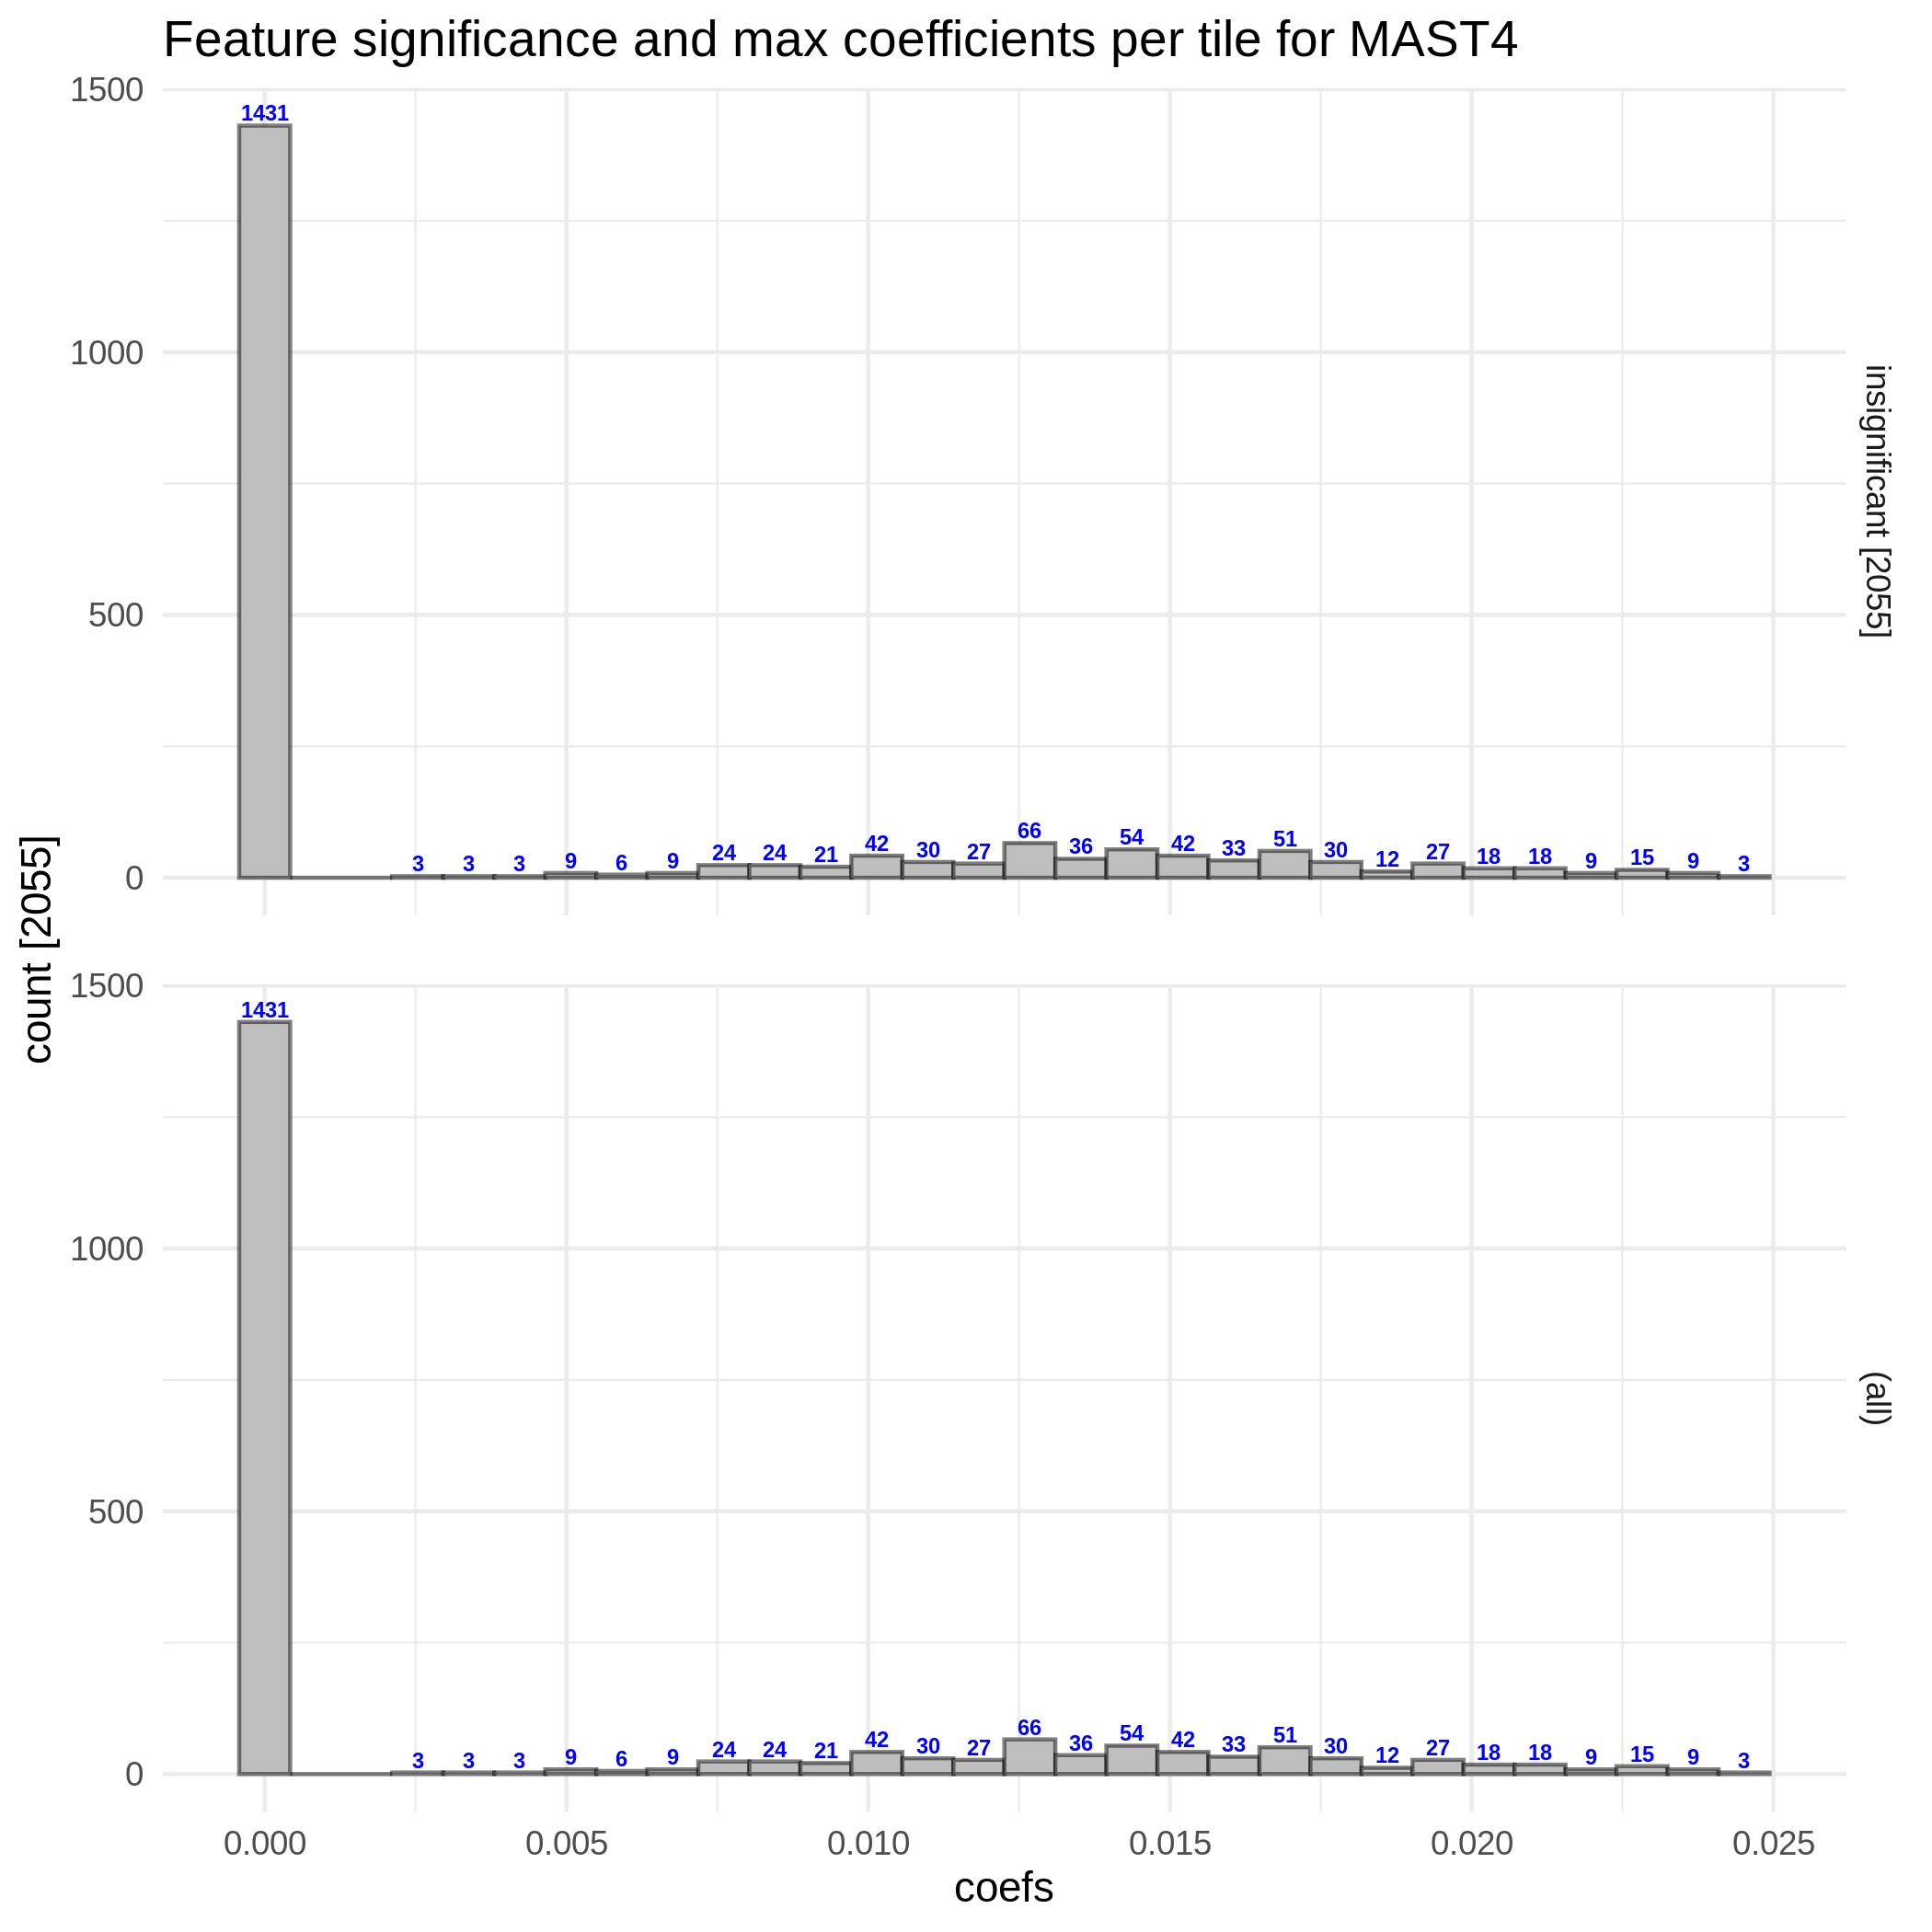 Feature significance and max coefficients per tile for MAST4
1500
1000
500
0
1431
3 3 3 9 6 9 24 24 21 42 30 27 66 36 54 42 33 51 30 12 27 18 18 9 15 9 3
insignificant [2055]
count [2055]
1500
1000
500
0
1431
3 3 3 9 6 9 24 24 21 42 30 27 66 36 54 42 33 51 30 12 27 18 18 9 15 9 3
(all)
0.000 0.005 0.010 0.015 0.020 0.025
coefs